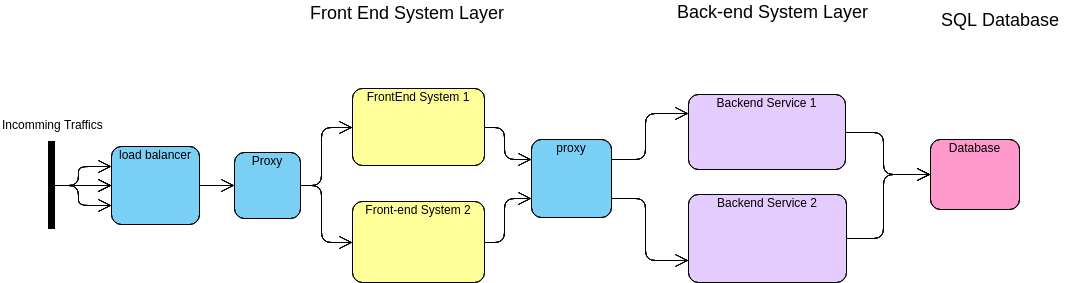 Front End System Layer
Back-end System Layer
SQL Database
Incomming Traffics
load balancer
Proxy
FrontEnd System 1
Front-end System 2
proxy
Backend Service 1
Backend Service 2
Database